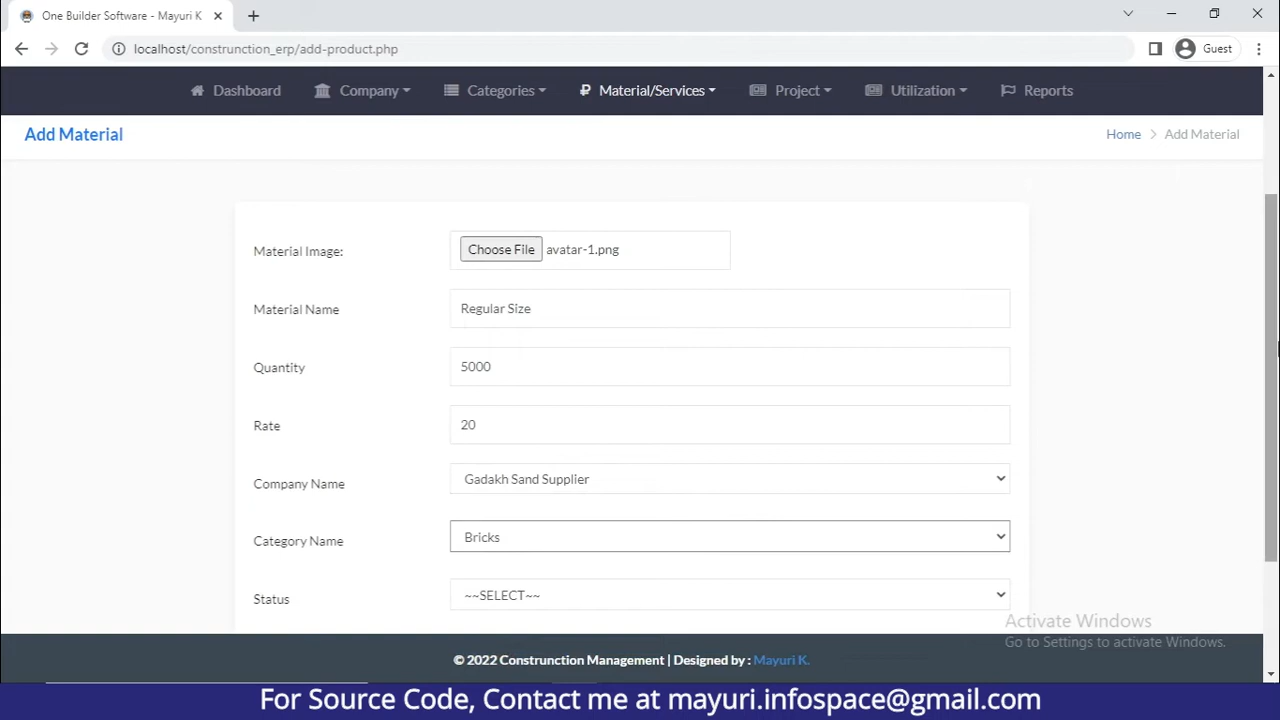 One Builder Software - Mayuri K
localhost/construnction_erp/add-product.php
Guest
Dashboard Company Categories Material/Services Project Utilization Reports
Add Material
Home > Add Material
Material Image: Choose File avatar-1.png
Material Name Regular Size
Quantity 5000
Rate 20
Company Name Gadakh Sand Supplier
Category Name Bricks
Status ~~SELECT~~
Activate Windows
Go to Settings to activate Windows.
© 2022 Construnction Management | Designed by : Mayuri K.
For Source Code, Contact me at mayuri.infospace@gmail.com